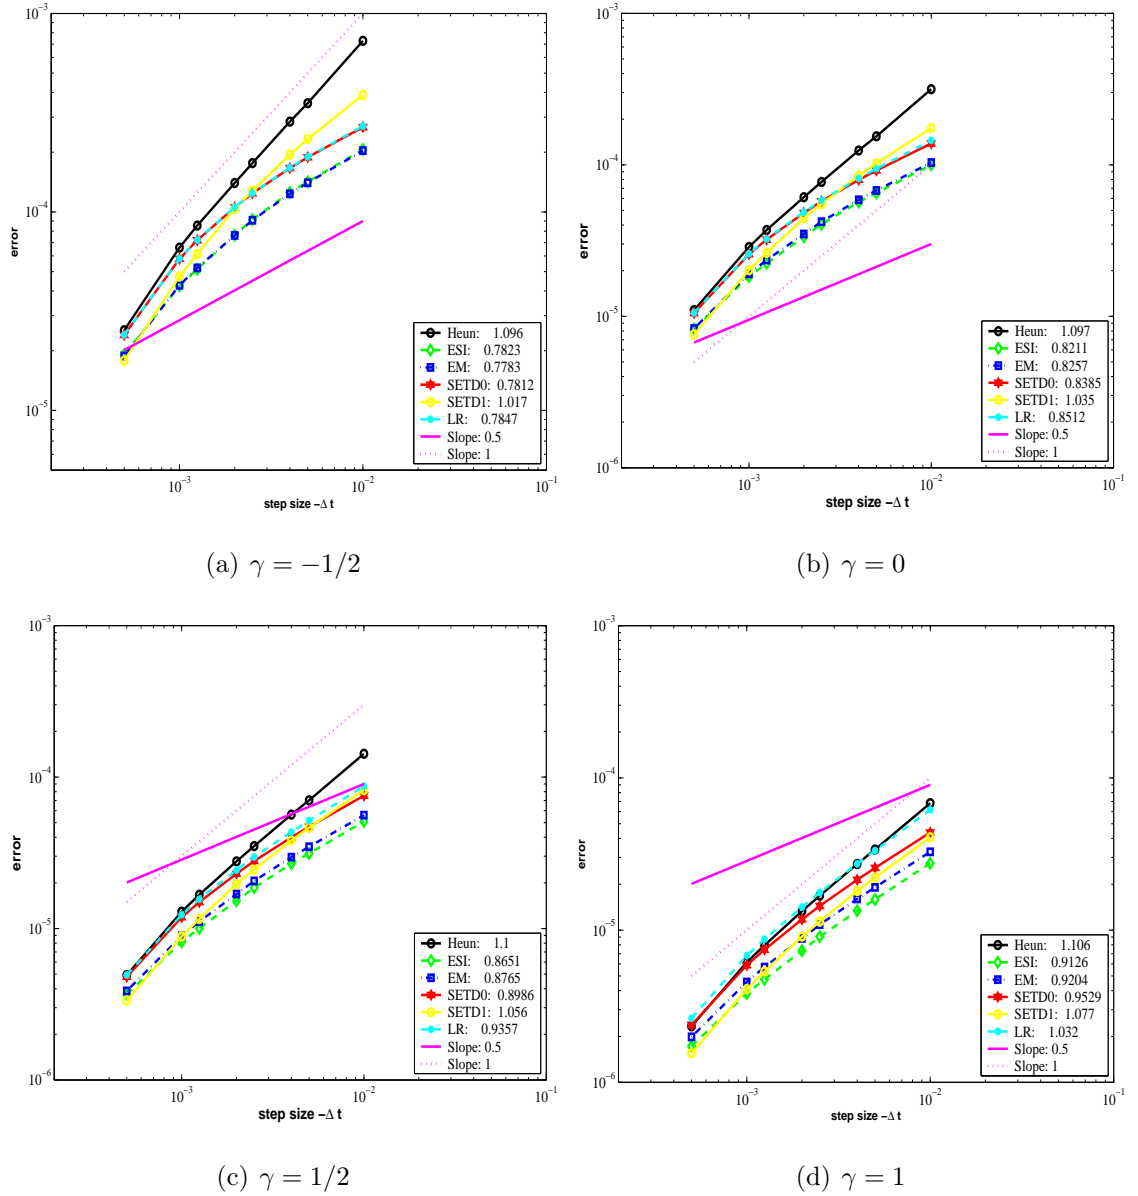 10^-3
10^-4
10^-5
error
10^-3
10^-2
10^-1
step size −Δ t
Heun: 1.096
ESI: 0.7823
EM: 0.7783
SETD0: 0.7812
SETD1: 1.017
LR: 0.7847
Slope: 0.5
Slope: 1
(a) γ = −1/2
10^-3
10^-4
10^-5
10^-6
error
10^-3
10^-2
10^-1
step size −Δ t
Heun: 1.097
ESI: 0.8211
EM: 0.8257
SETD0: 0.8385
SETD1: 1.035
LR: 0.8512
Slope: 0.5
Slope: 1
(b) γ = 0
10^-3
10^-4
10^-5
10^-6
error
10^-3
10^-2
10^-1
step size −Δ t
Heun: 1.1
ESI: 0.8651
EM: 0.8765
SETD0: 0.8986
SETD1: 1.056
LR: 0.9357
Slope: 0.5
Slope: 1
(c) γ = 1/2
10^-3
10^-4
10^-5
10^-6
error
10^-3
10^-2
10^-1
step size −Δ t
Heun: 1.106
ESI: 0.9126
EM: 0.9204
SETD0: 0.9529
SETD1: 1.077
LR: 1.032
Slope: 0.5
Slope: 1
(d) γ = 1